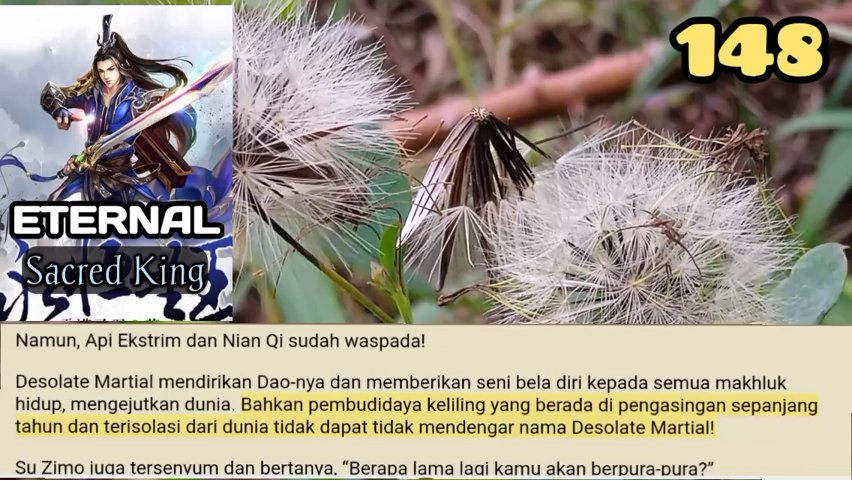 148
ETERNAL
Sacred King
Namun, Api Ekstrim dan Nian Qi sudah waspada!
Desolate Martial mendirikan Dao-nya dan memberikan seni bela diri kepada semua makhluk
hidup, mengejutkan dunia. Bahkan pembudidaya keliling yang berada di pengasingan sepanjang
tahun dan terisolasi dari dunia tidak dapat tidak mendengar nama Desolate Martial!
Su Zimo juga tersenyum dan bertanya, “Berapa lama lagi kamu akan berpura-pura?”